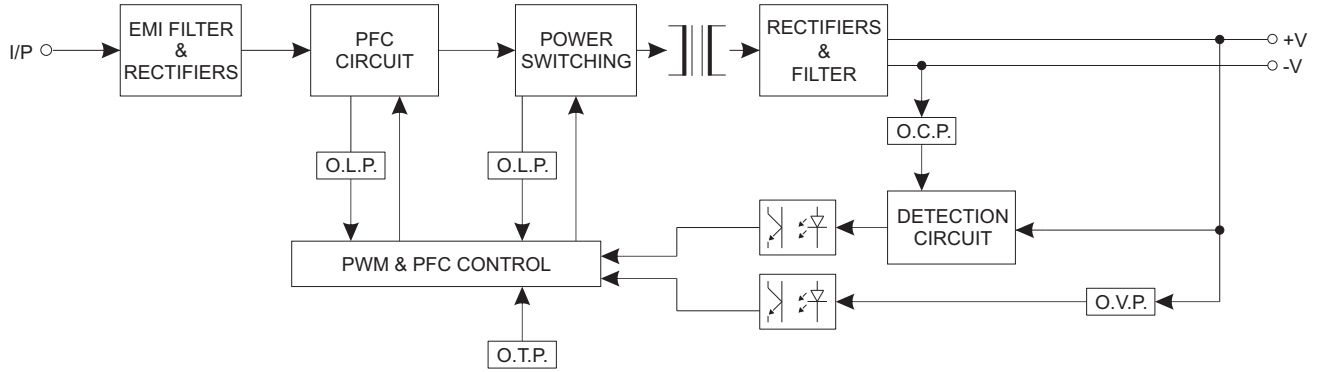 I/P
EMI FILTER
&
RECTIFIERS
PFC
CIRCUIT
POWER
SWITCHING
RECTIFIERS
&
FILTER
+V
-V
O.C.P.
O.L.P.
O.L.P.
DETECTION
CIRCUIT
PWM & PFC CONTROL
O.V.P.
O.T.P.